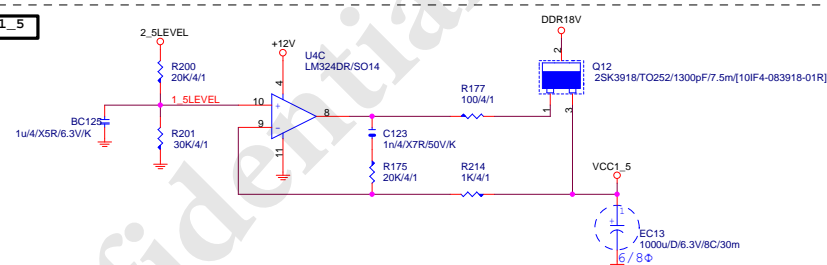 1_5
2_5LEVEL
R200
20K/4/1
1_5LEVEL
BC125
1u/4/X5R/6.3V/K
R201
30K/4/1
+12V
4
U4C
LM324DR/SO14
10
+
9
-
8
11
C123
1n/4/X7R/50V/K
R175
20K/4/1
R177
100/4/1
R214
1K/4/1
DDR18V
2
Q12
2SK3918/TO252/1300pF/7.5m/[10IF4-083918-01R]
1
3
VCC1_5
1
+
EC13
1000u/D/6.3V/8C/30m
6/8Φ
nfidential